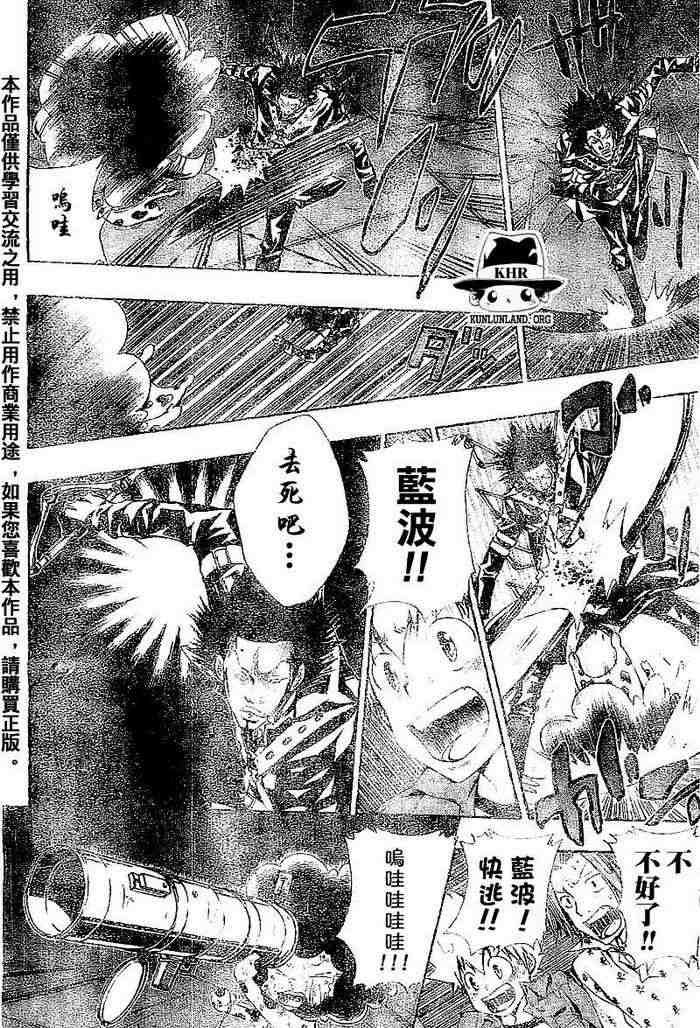 嗚哇
KHR
KUNLUNLAND.ORG
藍波!!
去死吧…
不
不好了!!
藍波!
快逃!!
嗚哇哇哇哇!!!
本作品僅供學習交流之用，禁止用作商業用途，如果您喜歡本作品，請購買正版。